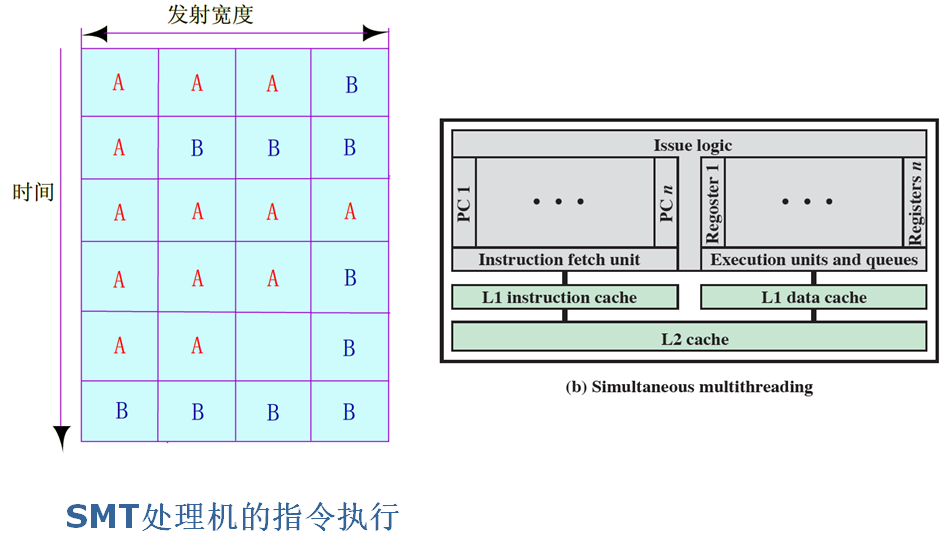 发射宽度
时间
A A A B
A B B B
A A A A
A A A B
A A B
B B B B
SMT处理机的指令执行
Issue logic
PC 1
• • •
PC n
Regoster 1
• • •
Registers n
Instruction fetch unit
Execution units and queues
L1 instruction cache
L1 data cache
L2 cache
(b) Simultaneous multithreading